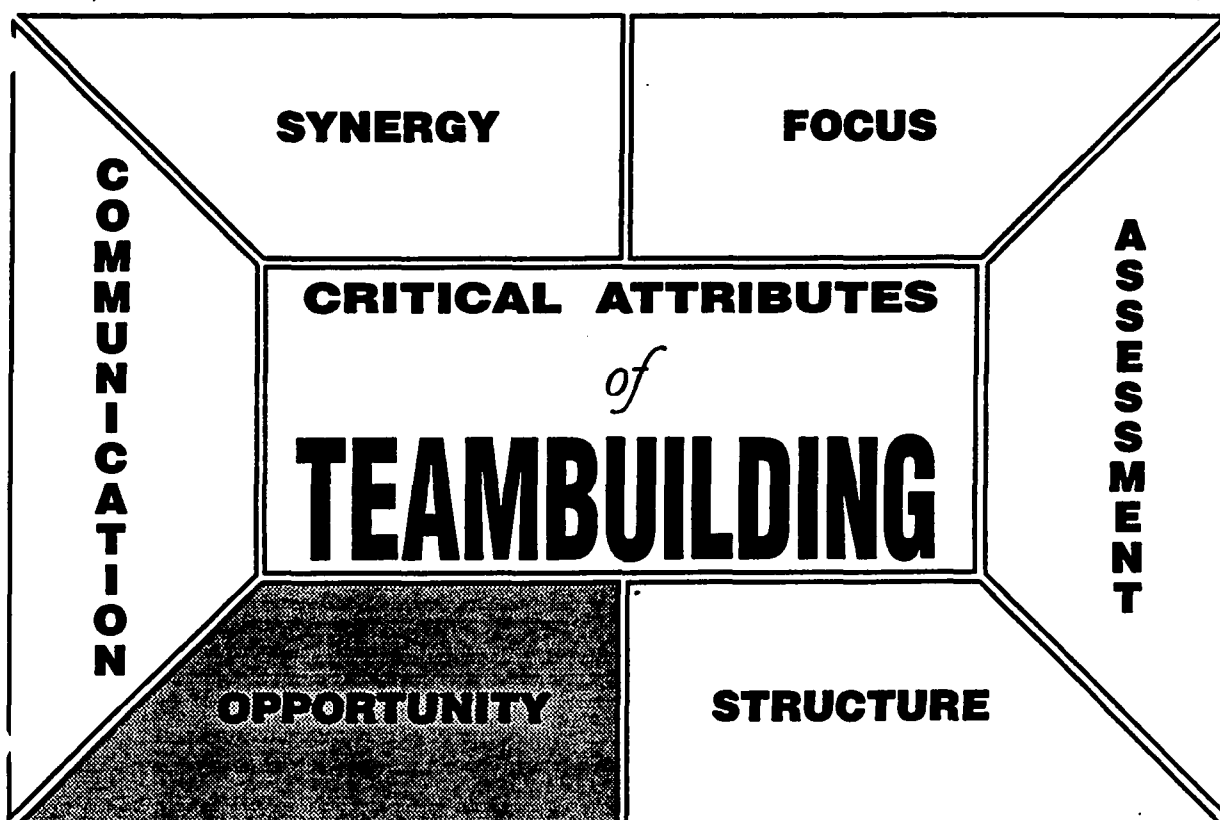 SYNERGY
FOCUS
COMMUNICATION
CRITICAL ATTRIBUTES
of
TEAMBUILDING
ASSESSMENT
OPPORTUNITY
STRUCTURE